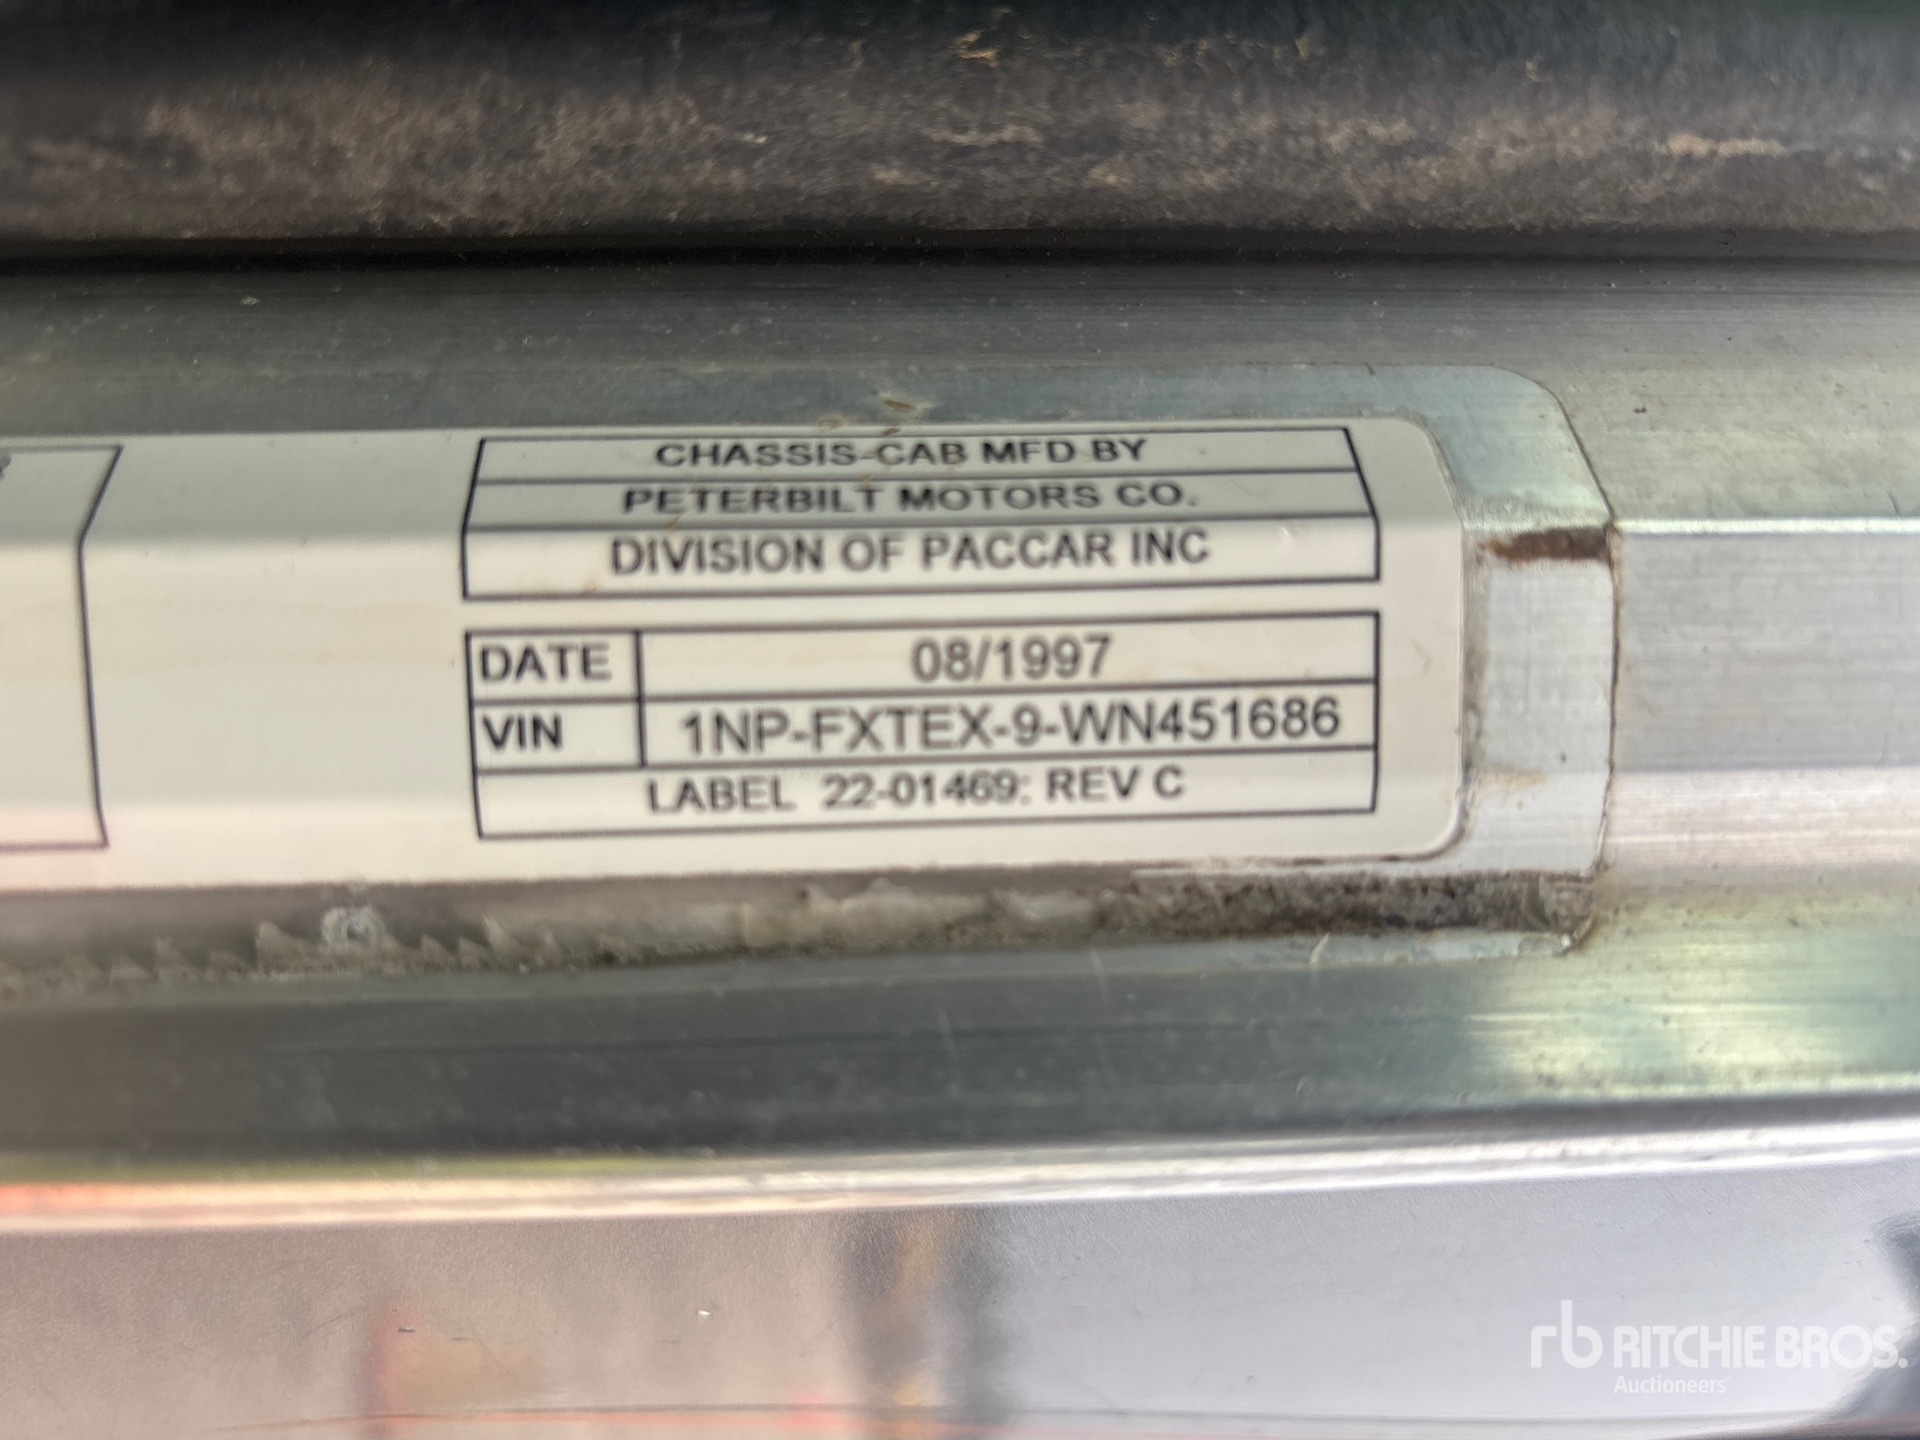 CHASSIS-CAB MFD BY
PETERBILT MOTORS CO.
DIVISION OF PACCAR INC
DATE 08/1997
VIN 1NP-FXTEX-9-WN451686
LABEL 22-01469: REV C
rb RITCHIE BROS.
Auctioneers